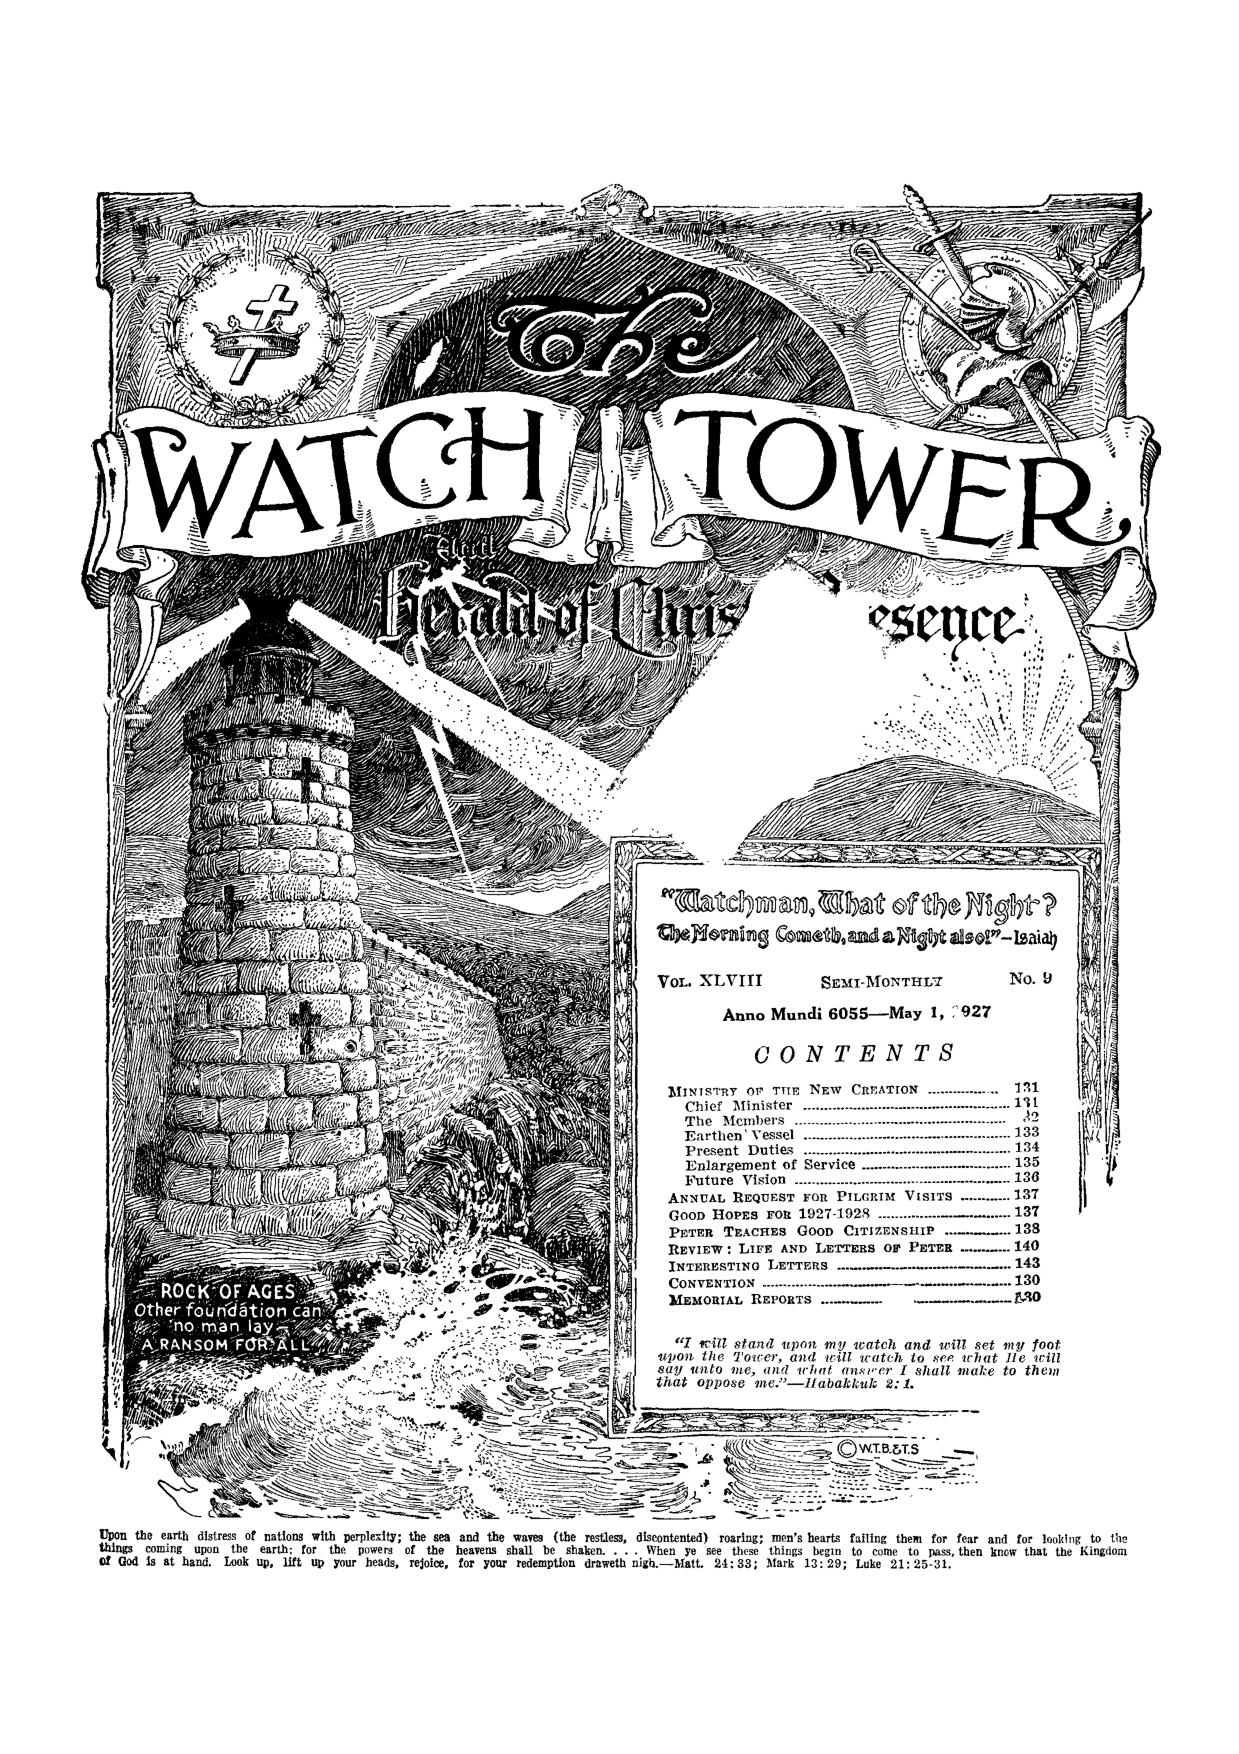 The
WATCH TOWER
And
Herald of Chris esence
"Watchman, What of the Night?
The Morning Cometh, and a Night also!"–Isaiah
VOL. XLVIII SEMI-MONTHLY No. 9
Anno Mundi 6055—May 1, 927
CONTENTS
MINISTRY OF THE NEW CREATION 131
Chief Minister 131
The Members 32
Earthen Vessel 133
Present Duties 134
Enlargement of Service 135
Future Vision 136
ANNUAL REQUEST FOR PILGRIM VISITS 137
GOOD HOPES FOR 1927-1928 137
PETER TEACHES GOOD CITIZENSHIP 138
REVIEW: LIFE AND LETTERS OF PETER 140
INTERESTING LETTERS 143
CONVENTION 130
MEMORIAL REPORTS 130
"I will stand upon my watch and will set my foot
upon the Tower, and will watch to see what He will
say unto me, and what answer I shall make to them
that oppose me."—Habakkuk 2:1.
ROCK OF AGES
Other foundation can
no man lay
A RANSOM FOR ALL
©W.T.B.&T.S
Upon the earth distress of nations with perplexity; the sea and the waves (the restless, discontented) roaring; men's hearts failing them for fear and for looking to the
things coming upon the earth: for the powers of the heavens shall be shaken. . . . When ye see these things begin to come to pass, then know that the Kingdom
of God is at hand. Look up, lift up your heads, rejoice, for your redemption draweth nigh.—Matt. 24:33; Mark 13:29; Luke 21:25-31.